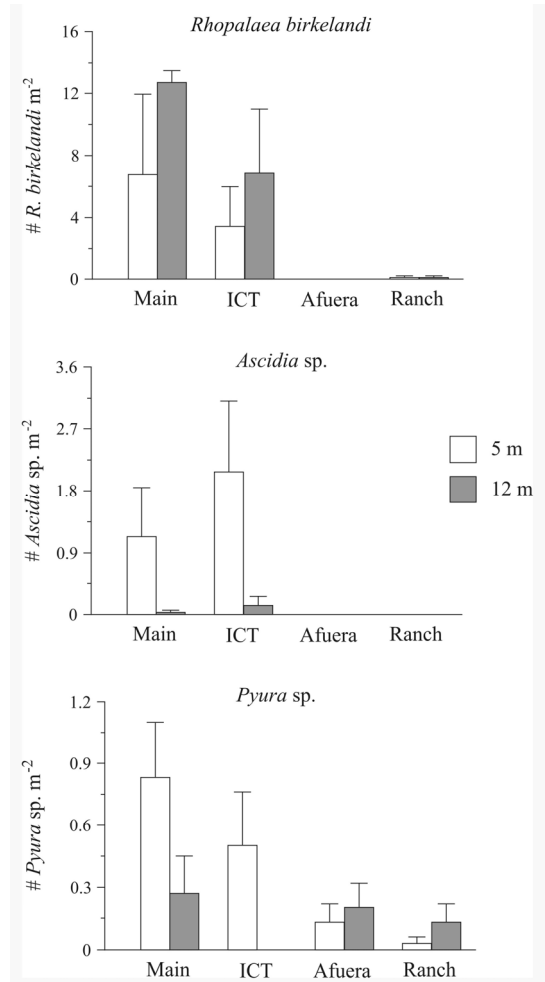 Rhopalaea birkelandi
# R. birkelandi m-2
16
12
8
4
0
Main ICT Afuera Ranch
Ascidia sp.
# Ascidia sp. m-2
3.6
2.7
1.8
0.9
0
Main ICT Afuera Ranch
5 m
12 m
Pyura sp.
# Pyura sp. m-2
1.2
0.9
0.6
0.3
0
Main ICT Afuera Ranch